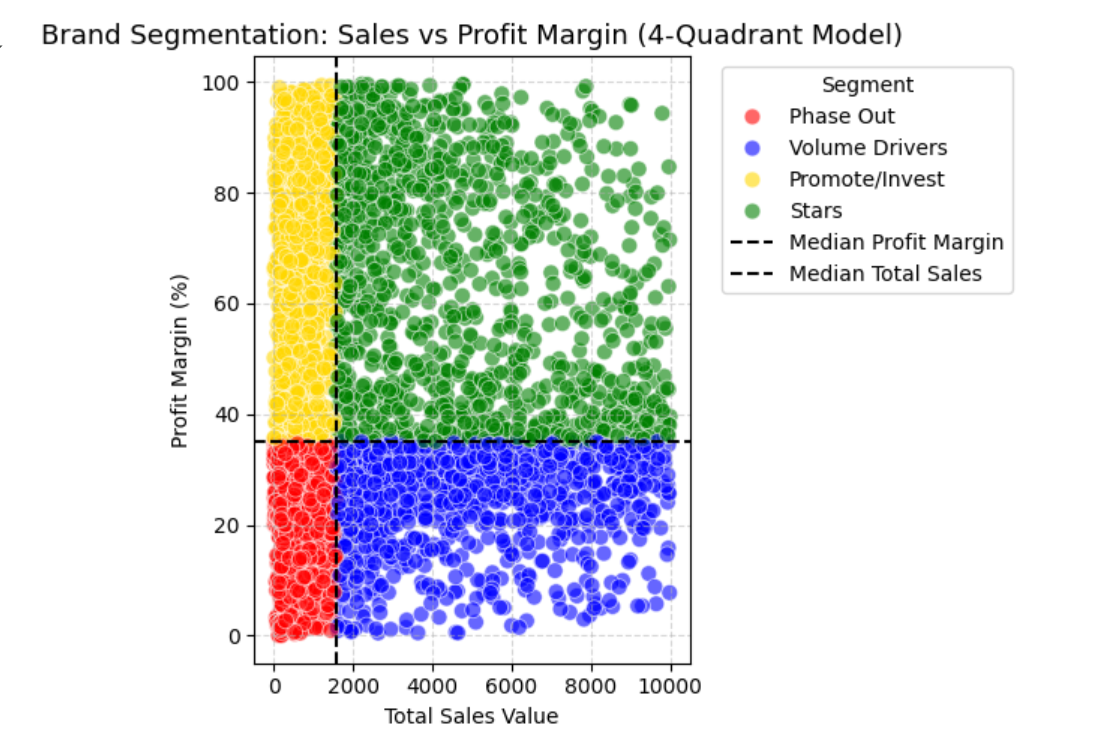 Brand Segmentation: Sales vs Profit Margin (4-Quadrant Model)
Segment
Phase Out
Volume Drivers
Promote/Invest
Stars
Median Profit Margin
Median Total Sales
Profit Margin (%)
100
80
60
40
20
0
0 2000 4000 6000 8000 10000
Total Sales Value